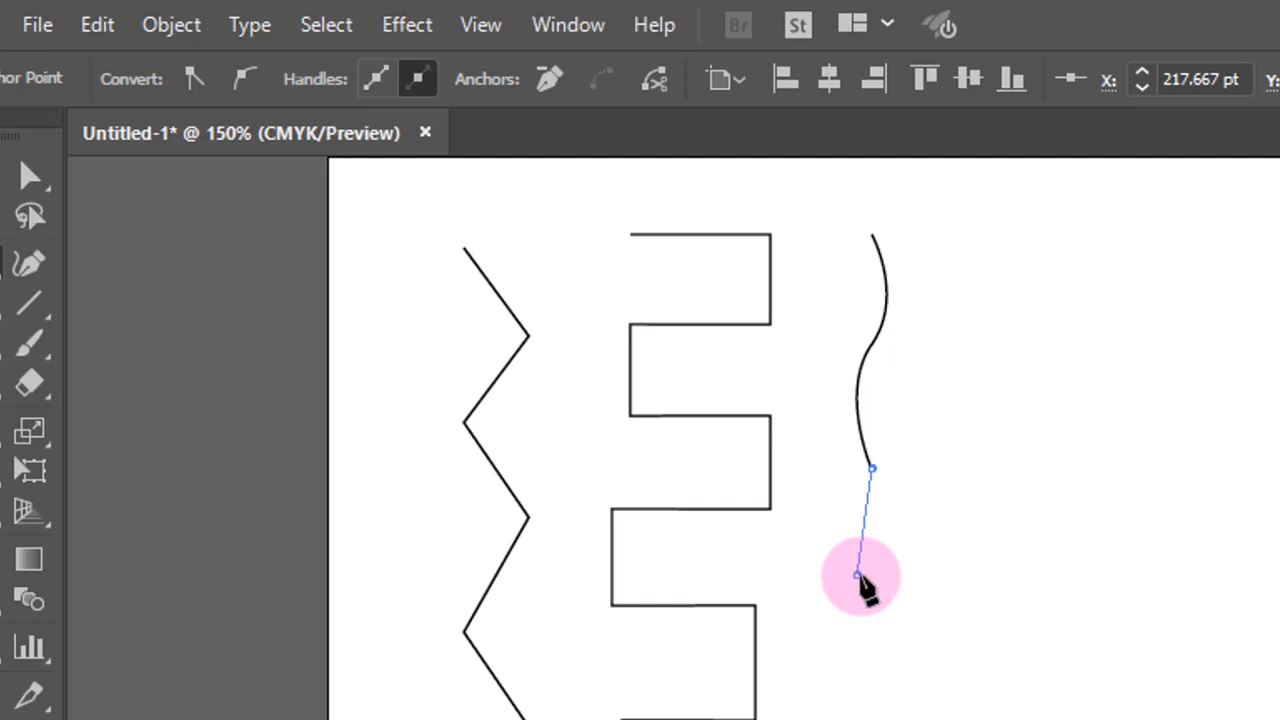 File Edit Object Type Select Effect View Window Help Br St
hor Point Convert: Handles: Anchors: X: 217.667 pt Y:
Untitled-1* @ 150% (CMYK/Preview) ×